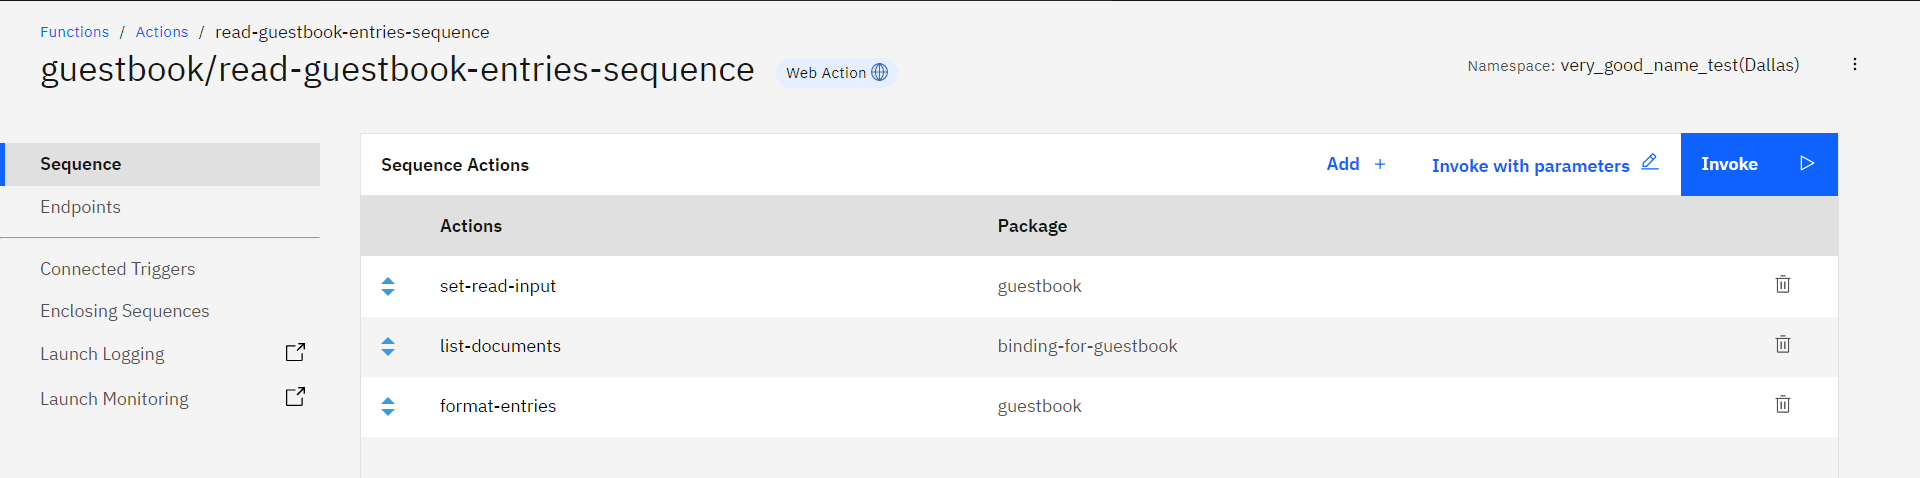 Functions / Actions / read-guestbook-entries-sequence
guestbook/read-guestbook-entries-sequence Web Action
Namespace: very_good_name_test(Dallas)
Sequence
Endpoints
Connected Triggers
Enclosing Sequences
Launch Logging
Launch Monitoring
Sequence Actions Add + Invoke with parameters Invoke
Actions Package
set-read-input guestbook
list-documents binding-for-guestbook
format-entries guestbook